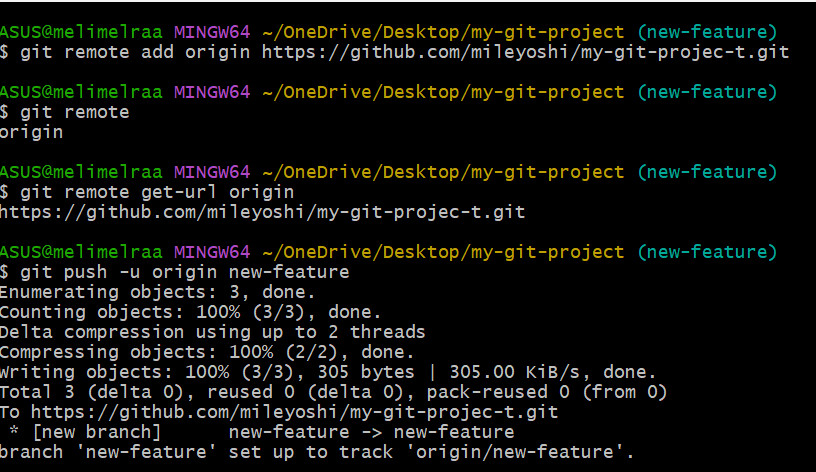 ASUS@melimelraa MINGW64 ~/OneDrive/Desktop/my-git-project (new-feature)
$ git remote add origin https://github.com/mileyoshi/my-git-projec-t.git
ASUS@melimelraa MINGW64 ~/OneDrive/Desktop/my-git-project (new-feature)
$ git remote
origin
ASUS@melimelraa MINGW64 ~/OneDrive/Desktop/my-git-project (new-feature)
$ git remote get-url origin
https://github.com/mileyoshi/my-git-projec-t.git
ASUS@melimelraa MINGW64 ~/OneDrive/Desktop/my-git-project (new-feature)
$ git push -u origin new-feature
Enumerating objects: 3, done.
Counting objects: 100% (3/3), done.
Delta compression using up to 2 threads
Compressing objects: 100% (2/2), done.
Writing objects: 100% (3/3), 305 bytes | 305.00 KiB/s, done.
Total 3 (delta 0), reused 0 (delta 0), pack-reused 0 (from 0)
To https://github.com/mileyoshi/my-git-projec-t.git
 * [new branch]      new-feature -> new-feature
branch 'new-feature' set up to track 'origin/new-feature'.